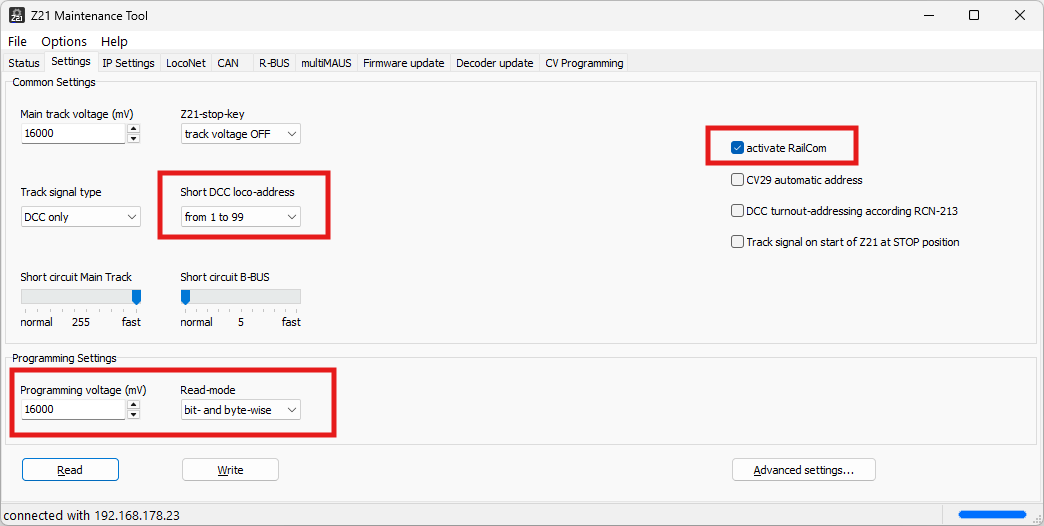 Z21 Maintenance Tool
File Options Help
Status Settings IP Settings LocoNet CAN R-BUS multiMAUS Firmware update Decoder update CV Programming
Common Settings
Main track voltage (mV) Z21-stop-key
16000 track voltage OFF
activate RailCom
CV29 automatic address
Track signal type Short DCC loco-address
DCC only from 1 to 99
DCC turnout-addressing according RCN-213
Track signal on start of Z21 at STOP position
Short circuit Main Track Short circuit B-BUS
normal 255 fast normal 5 fast
Programming Settings
Programming voltage (mV) Read-mode
16000 bit- and byte-wise
Read Write Advanced settings...
connected with 192.168.178.23